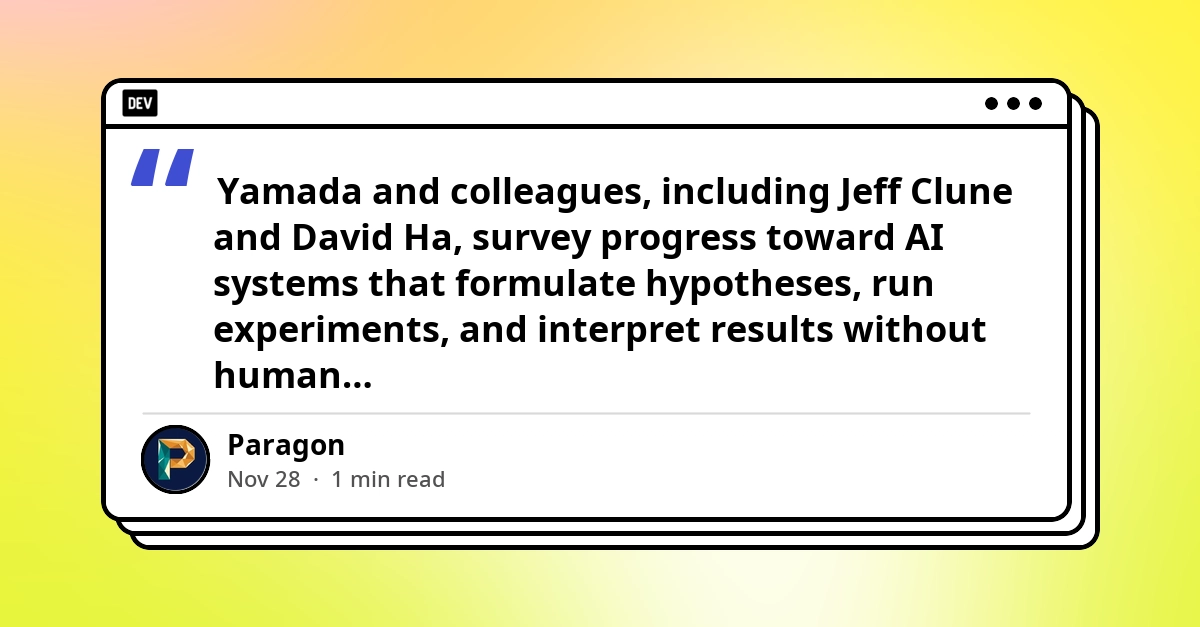 DEV
“ Yamada and colleagues, including Jeff Clune
and David Ha, survey progress toward AI
systems that formulate hypotheses, run
experiments, and interpret results without
human...
Paragon
Nov 28 · 1 min read